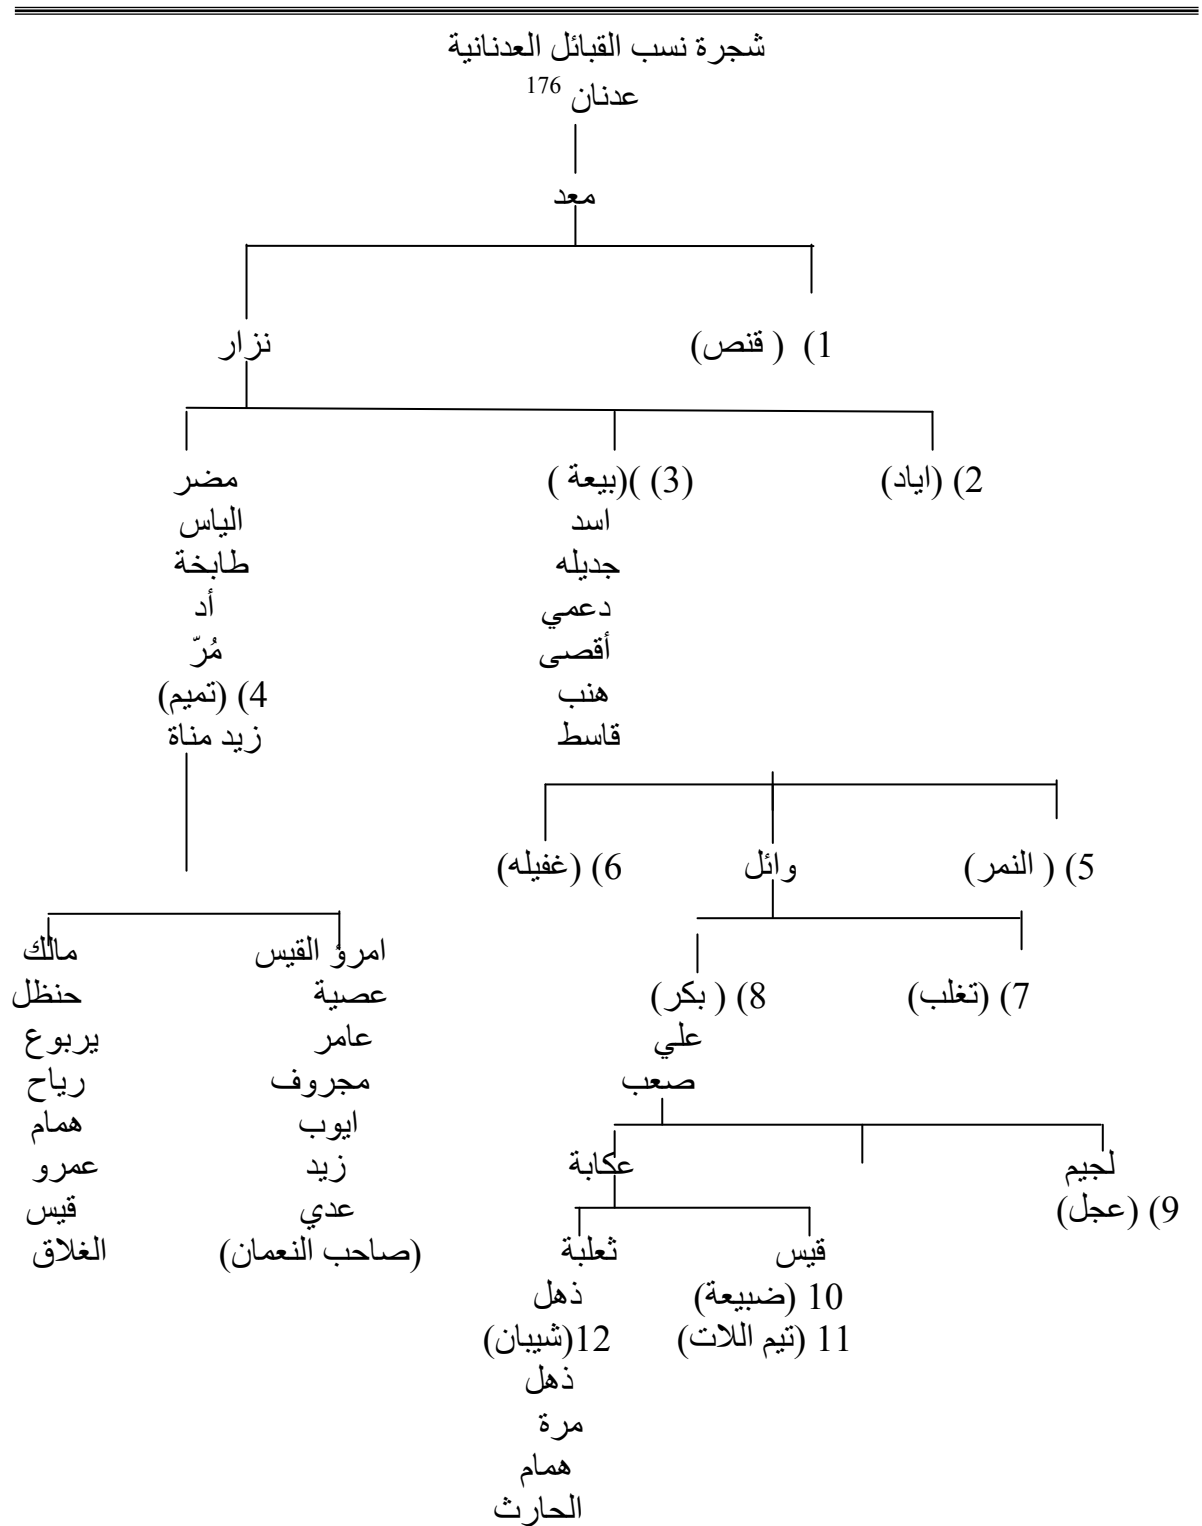 شجرة نسب القبائل العدنانية
عدنان 176
معد
1) ( قنص)
نزار
2) (اياد)
(3) )(بيعة )
مضر
اسد
الياس
جديله
طابخة
دعمي
أد
أقصى
مُرّ
هنب
4) (تميم)
قاسط
زيد مناة
5) ( النمر)
وائل
6) (غفيله)
7) (تغلب)
8) ( بكر)
امرؤ القيس
مالك
علي
عصية
حنظل
صعب
عامر
يربوع
مجروف
رياح
ايوب
همام
لجيم
عكابة
زيد
عمرو
9) (عجل)
عدي
قيس
قيس
ثعلبة
(صاحب النعمان)
الغلاق
10 (ضبيعة)
ذهل
11 (تيم اللات)
12(شيبان)
ذهل
مرة
همام
الحارث